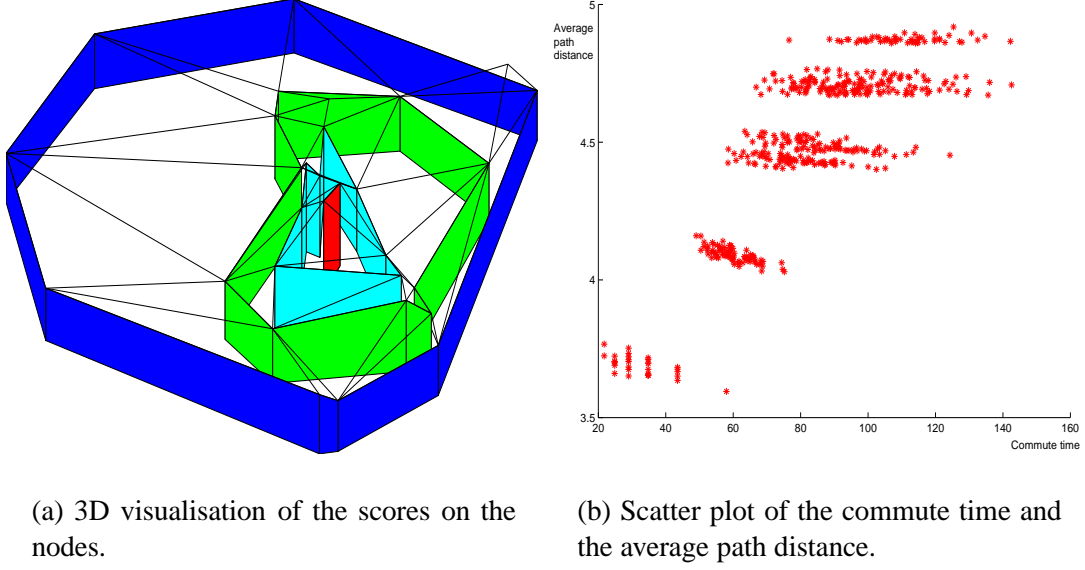 5
Average
path
distance
4.5
4
3.5
20 40 60 80 100 120 140 160
Commute time
(a) 3D visualisation of the scores on the
nodes.
(b) Scatter plot of the commute time and
the average path distance.